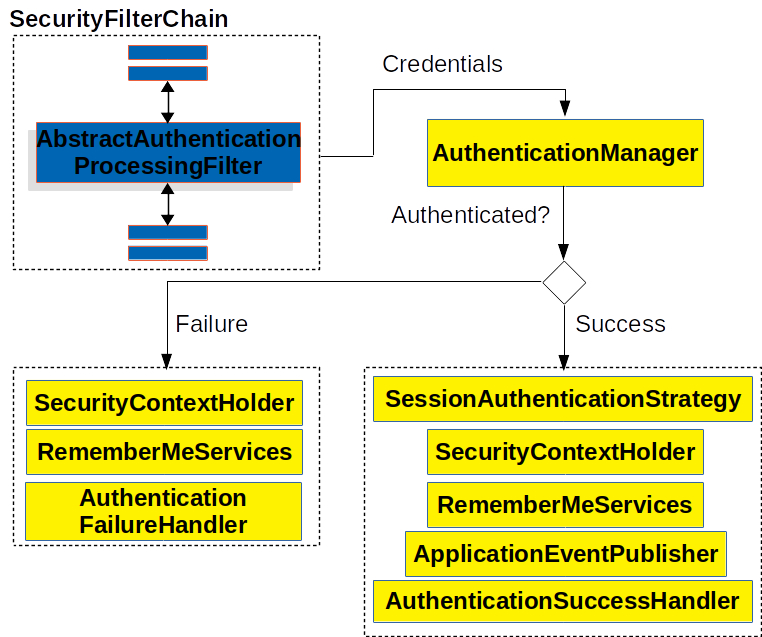 SecurityFilterChain
Credentials
AbstractAuthentication
ProcessingFilter
AuthenticationManager
Authenticated?
Failure
Success
SecurityContextHolder
RememberMeServices
Authentication
FailureHandler
SessionAuthenticationStrategy
SecurityContextHolder
RememberMeServices
ApplicationEventPublisher
AuthenticationSuccessHandler